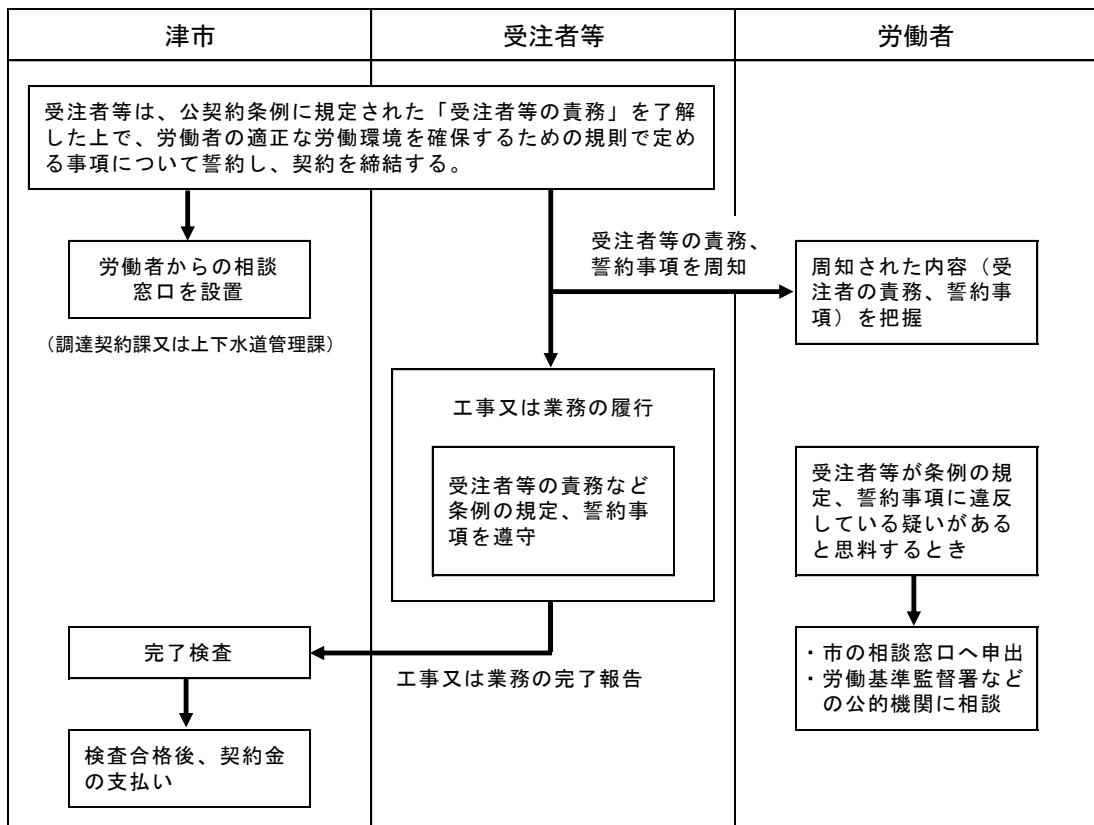 津市
受注者等
労働者
受注者等は、公契約条例に規定された「受注者等の責務」を了解
した上で、労働者の適正な労働環境を確保するための規則で定め
る事項について誓約し、契約を締結する。
労働者からの相談
窓口を設置
（調達契約課又は上下水道管理課）
受注者等の責務、
誓約事項を周知
周知された内容（受
注者の責務、誓約事
項）を把握
工事又は業務の履行
受注者等の責務など
条例の規定、誓約事
項を遵守
受注者等が条例の規
定、誓約事項に違反
している疑いがある
と思料するとき
完了検査
工事又は業務の完了報告
・市の相談窓口へ申出
・労働基準監督署など
の公的機関に相談
検査合格後、契約金
の支払い